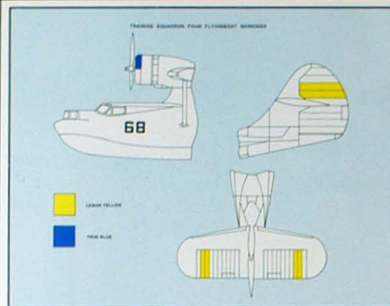 TRAINING SQUADRON FOUR FLYINGBOAT MARKINGS
68
LEMON YELLOW
TRUE BLUE